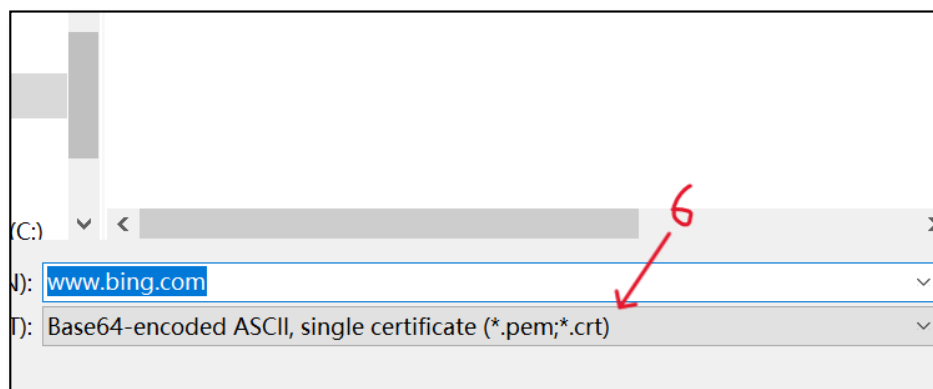 6
(C:)
N): www.bing.com
T): Base64-encoded ASCII, single certificate (*.pem;*.crt)